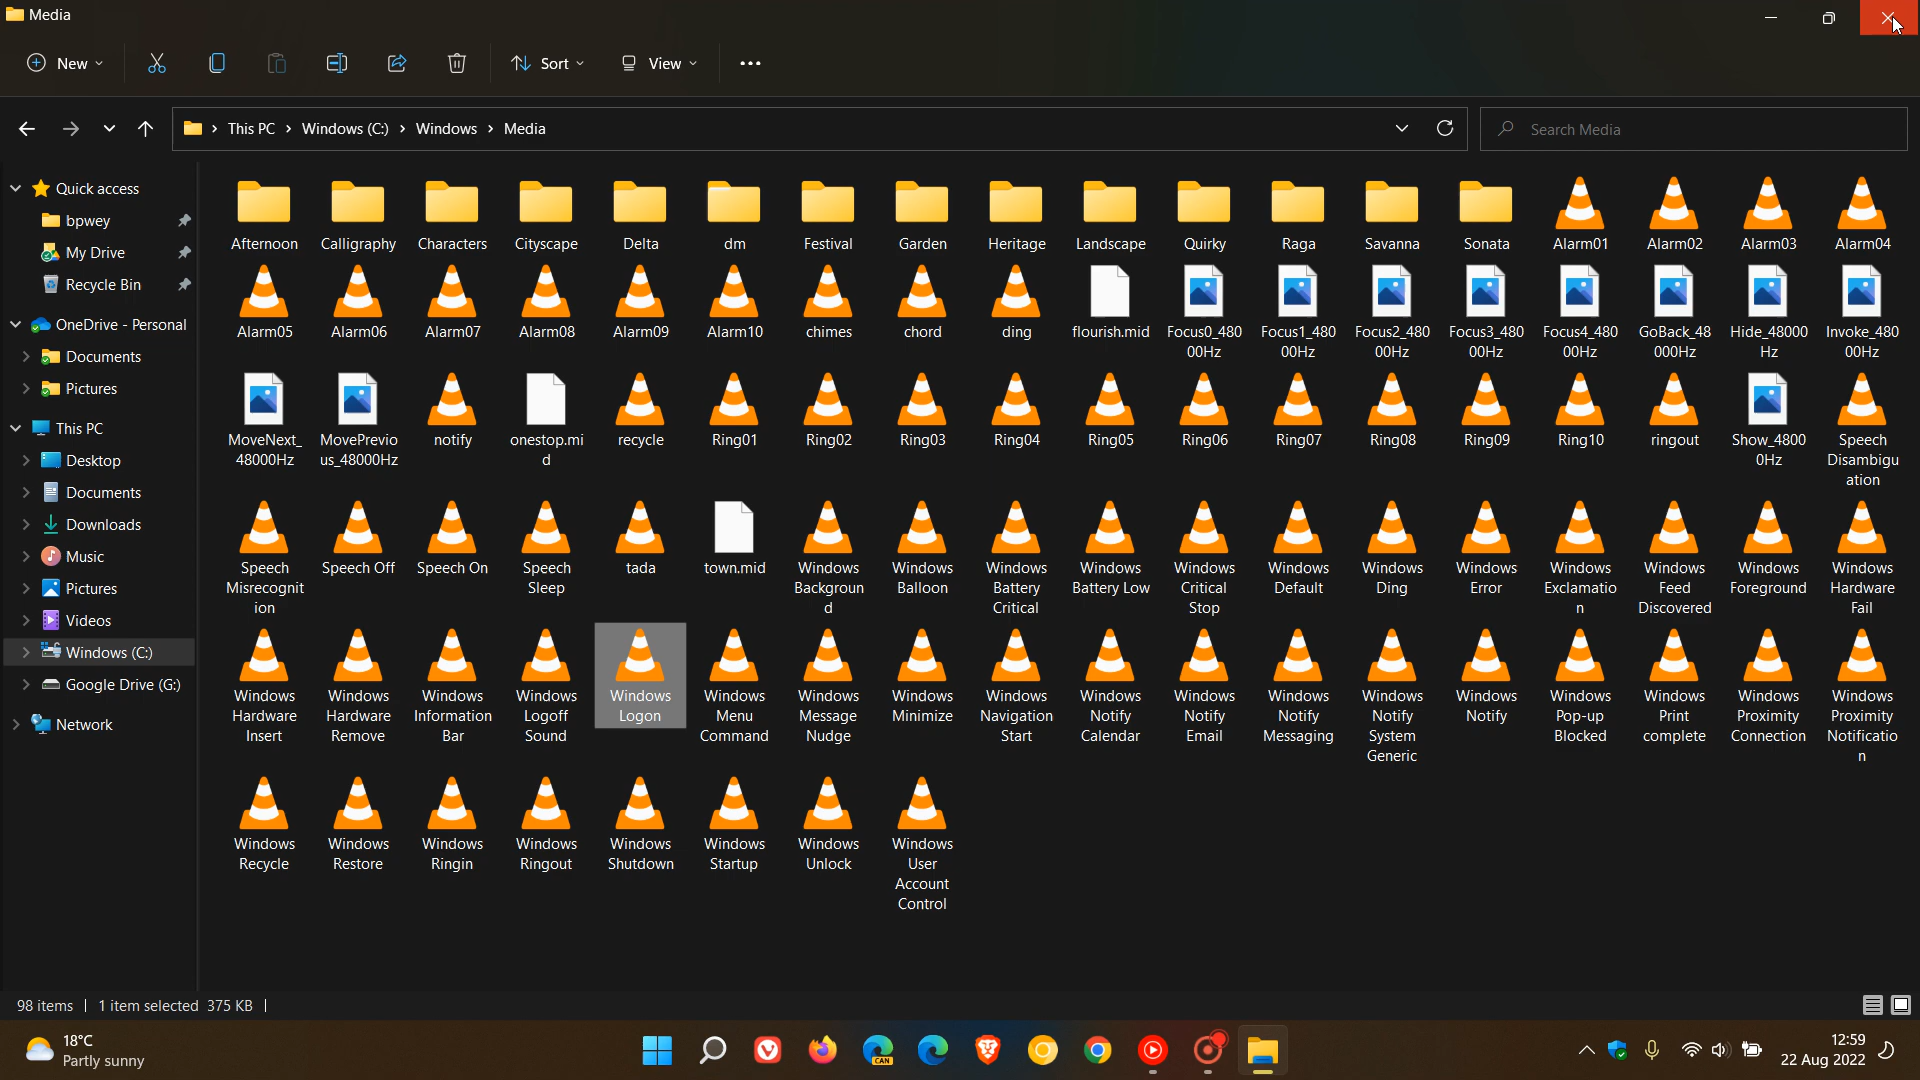 Media
New
Sort
View
This PC
Windows (C:)
Windows
Media
Search Media
Quick access
bpwey
My Drive
Recycle Bin
OneDrive - Personal
Documents
Pictures
This PC
Desktop
Documents
Downloads
Music
Pictures
Videos
Windows (C:)
Google Drive (G:)
Network
Afternoon
Calligraphy
Characters
Cityscape
Delta
dm
Festival
Garden
Heritage
Landscape
Quirky
Raga
Savanna
Sonata
Alarm01
Alarm02
Alarm03
Alarm04
Alarm05
Alarm06
Alarm07
Alarm08
Alarm09
Alarm10
chimes
chord
ding
flourish.mid
Focus0_480
00Hz
Focus1_480
00Hz
Focus2_480
00Hz
Focus3_480
00Hz
Focus4_480
00Hz
GoBack_48
000Hz
Hide_48000
Hz
Invoke_480
00Hz
MoveNext_
48000Hz
MovePrevio
us_48000Hz
notify
onestop.mi
d
recycle
Ring01
Ring02
Ring03
Ring04
Ring05
Ring06
Ring07
Ring08
Ring09
Ring10
ringout
Show_4800
0Hz
Speech
Disambigu
ation
Speech
Misrecognit
ion
Speech Off
Speech On
Speech
Sleep
tada
town.mid
Windows
Backgroun
d
Windows
Balloon
Windows
Battery
Critical
Windows
Battery Low
Windows
Critical
Stop
Windows
Default
Windows
Ding
Windows
Error
Windows
Exclamatio
n
Windows
Feed
Discovered
Windows
Foreground
Windows
Hardware
Fail
Windows
Hardware
Insert
Windows
Hardware
Remove
Windows
Information
Bar
Windows
Logoff
Sound
Windows
Logon
Windows
Menu
Command
Windows
Message
Nudge
Windows
Minimize
Windows
Navigation
Start
Windows
Notify
Calendar
Windows
Notify
Email
Windows
Notify
Messaging
Windows
Notify
System
Generic
Windows
Notify
Windows
Pop-up
Blocked
Windows
Print
complete
Windows
Proximity
Connection
Windows
Proximity
Notificatio
n
Windows
Recycle
Windows
Restore
Windows
Ringin
Windows
Ringout
Windows
Shutdown
Windows
Startup
Windows
Unlock
Windows
User
Account
Control
98 items
1 item selected 375 KB
18°C
Partly sunny
CAN
12:59
22 Aug 2022